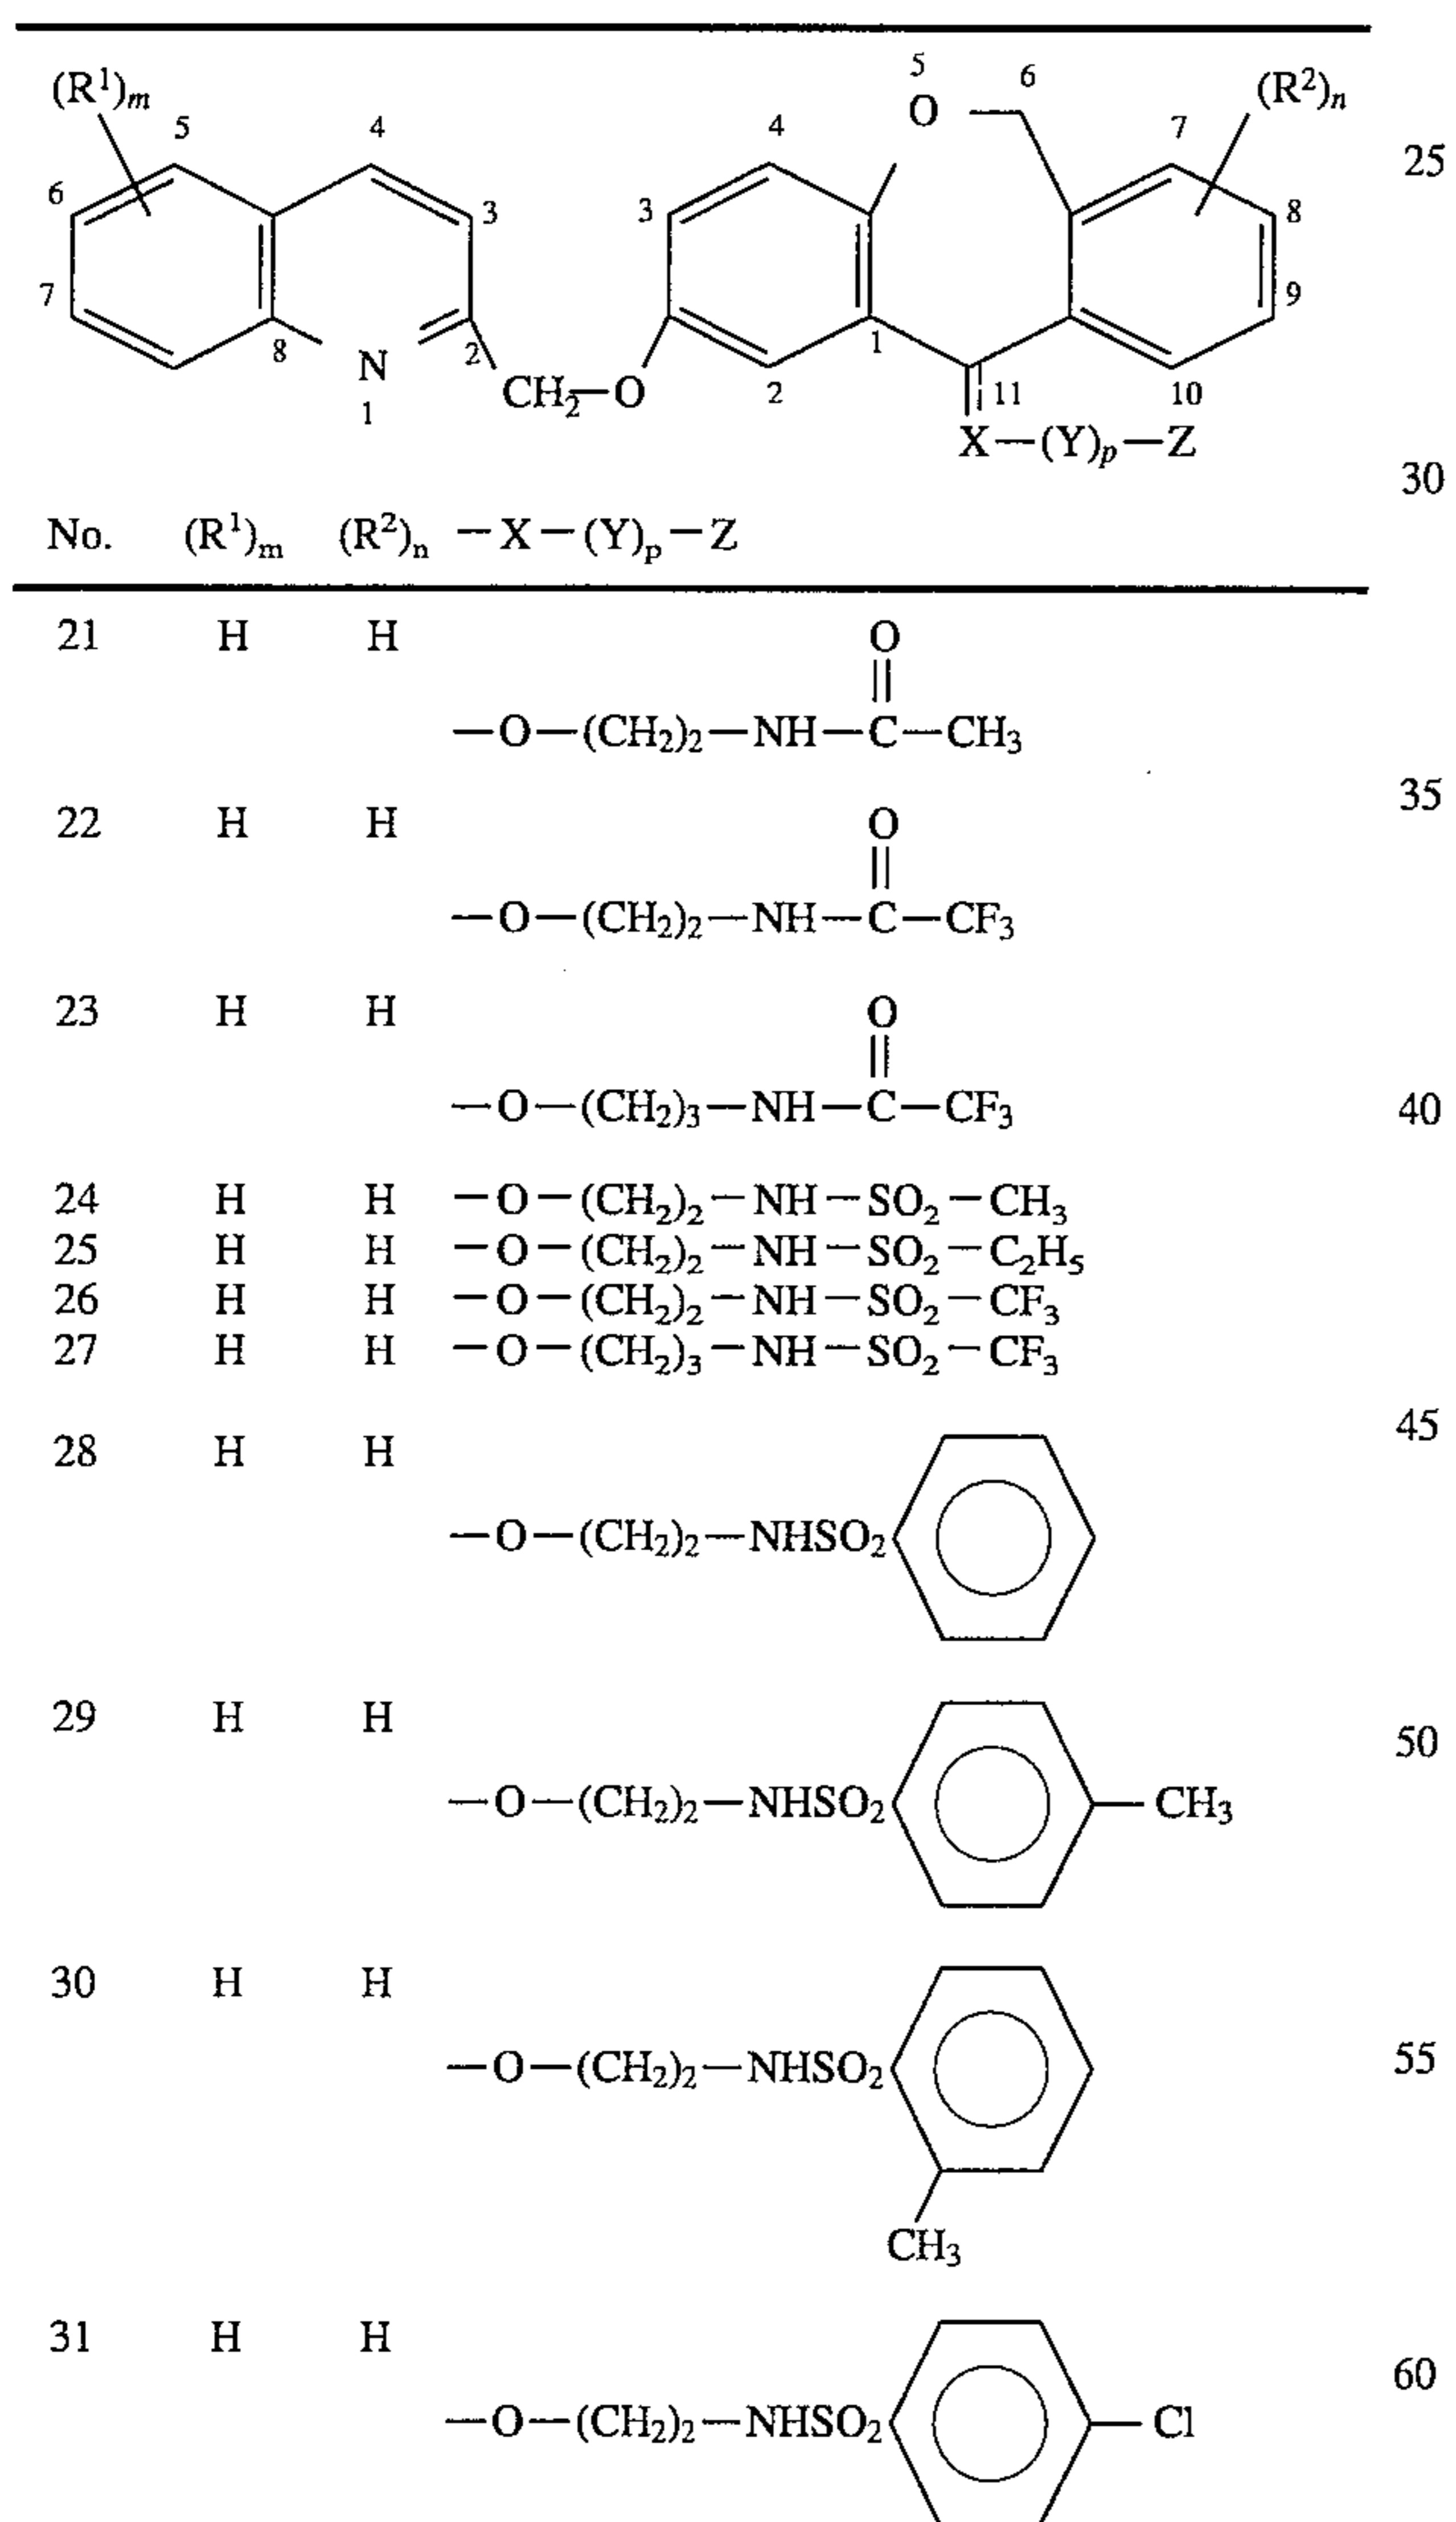 (R¹)ₘ 5 4 4 5 O 6 7 (R²)ₙ
25
6 3 3 8
7 8 N 2 1 9
1 CH₂—O 2 11 10
X—(Y)ₚ—Z
30
No. (R¹)ₘ (R²)ₙ —X—(Y)ₚ—Z
21 H H O
—O—(CH₂)₂—NH—C—CH₃
35
22 H H O
—O—(CH₂)₂—NH—C—CF₃
23 H H O
—O—(CH₂)₃—NH—C—CF₃
40
24 H H —O—(CH₂)₂—NH—SO₂—CH₃
25 H H —O—(CH₂)₂—NH—SO₂—C₂H₅
26 H H —O—(CH₂)₂—NH—SO₂—CF₃
27 H H —O—(CH₂)₃—NH—SO₂—CF₃
45
28 H H
—O—(CH₂)₂—NHSO₂
29 H H
50
—O—(CH₂)₂—NHSO₂ —CH₃
30 H H
55
—O—(CH₂)₂—NHSO₂
CH₃
31 H H
60
—O—(CH₂)₂—NHSO₂ —Cl